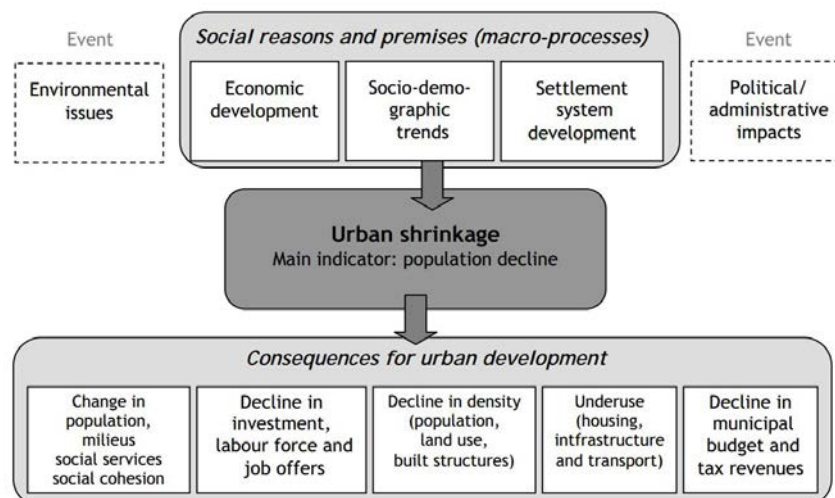 Event
Social reasons and premises (macro-processes)
Event
Environmental
issues
Economic
development
Socio-demo-
graphic
trends
Settlement
system
development
Political/
administrative
impacts
Urban shrinkage
Main indicator: population decline
Consequences for urban development
Change in
population,
milieus
social services
social cohesion
Decline in
investment,
labour force and
job offers
Decline in density
(population,
land use,
built structures)
Underuse
(housing,
intfrastructure
and transport)
Decline in
municipal
budget and
tax revenues